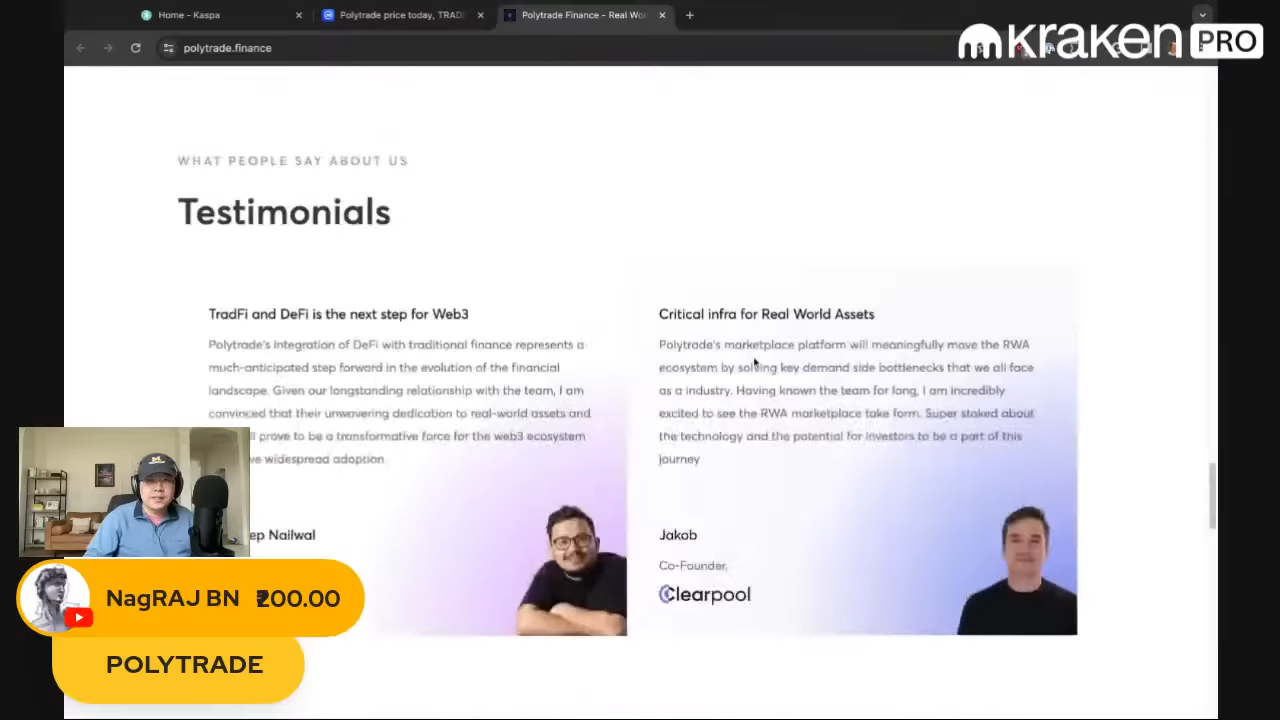 Home - Kaspa
Polytrade price today, TRAD
Polytrade Finance - Real Wor
polytrade.finance
kraken PRO
WHAT PEOPLE SAY ABOUT US
Testimonials
TradFi and DeFi is the next step for Web3
Polytrade's integration of DeFi with traditional finance represents a
much-anticipated step forward in the evolution of the financial
landscape. Given our longstanding relationship with the team, I am
convinced that their unwavering dedication to real-world assets and
ll prove to be a transformative force for the web3 ecosystem
ve widespread adoption
ep Nailwal
Critical infra for Real World Assets
Polytrade's marketplace platform will meaningfully move the RWA
ecosystem by solving key demand side bottlenecks that we all face
as a industry. Having known the team for long, I am incredibly
excited to see the RWA marketplace take form. Super stoked about
the technology and the potential for investors to be a part of this
journey
Jakob
Co-Founder,
Clearpool
NagRAJ BN ₹200.00
POLYTRADE